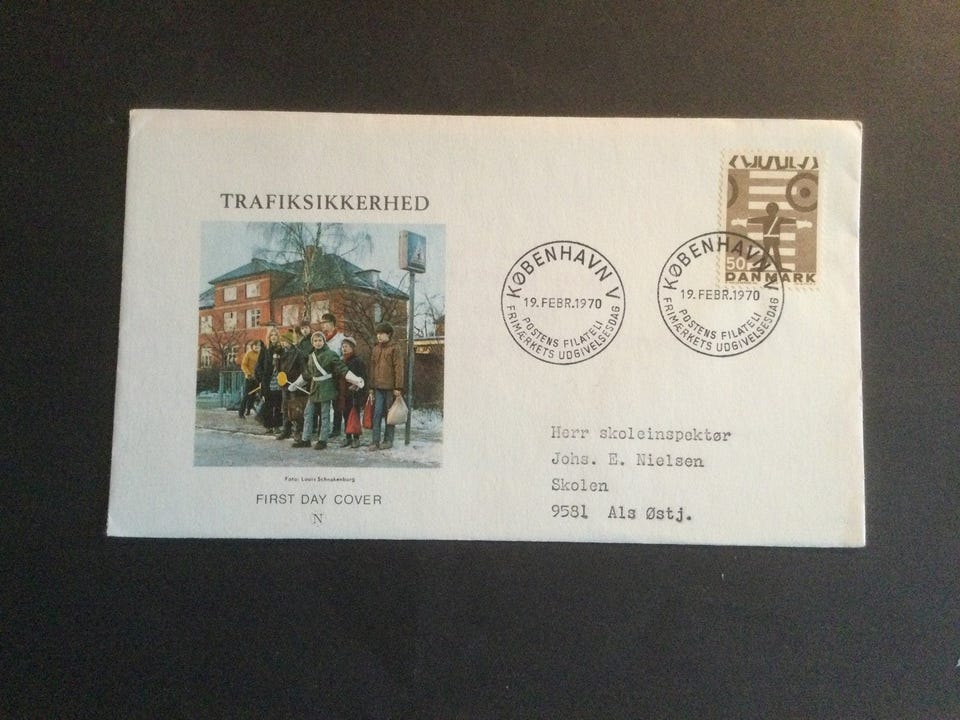 TRAFIKSIKKERHED
Foto: Louis Schnakenburg
FIRST DAY COVER
N
KØBENHAVN V
19.FEBR.1970
POSTENS FILATELI
FRIMÆRKETS UDGIVELSESDAG
KØBENHAVN V
19.FEBR.1970
POSTENS FILATELI
FRIMÆRKETS UDGIVELSESDAG
50
DANMARK
Herr skoleinspektør
Johs. E. Nielsen
Skolen
9581 Als Østj.